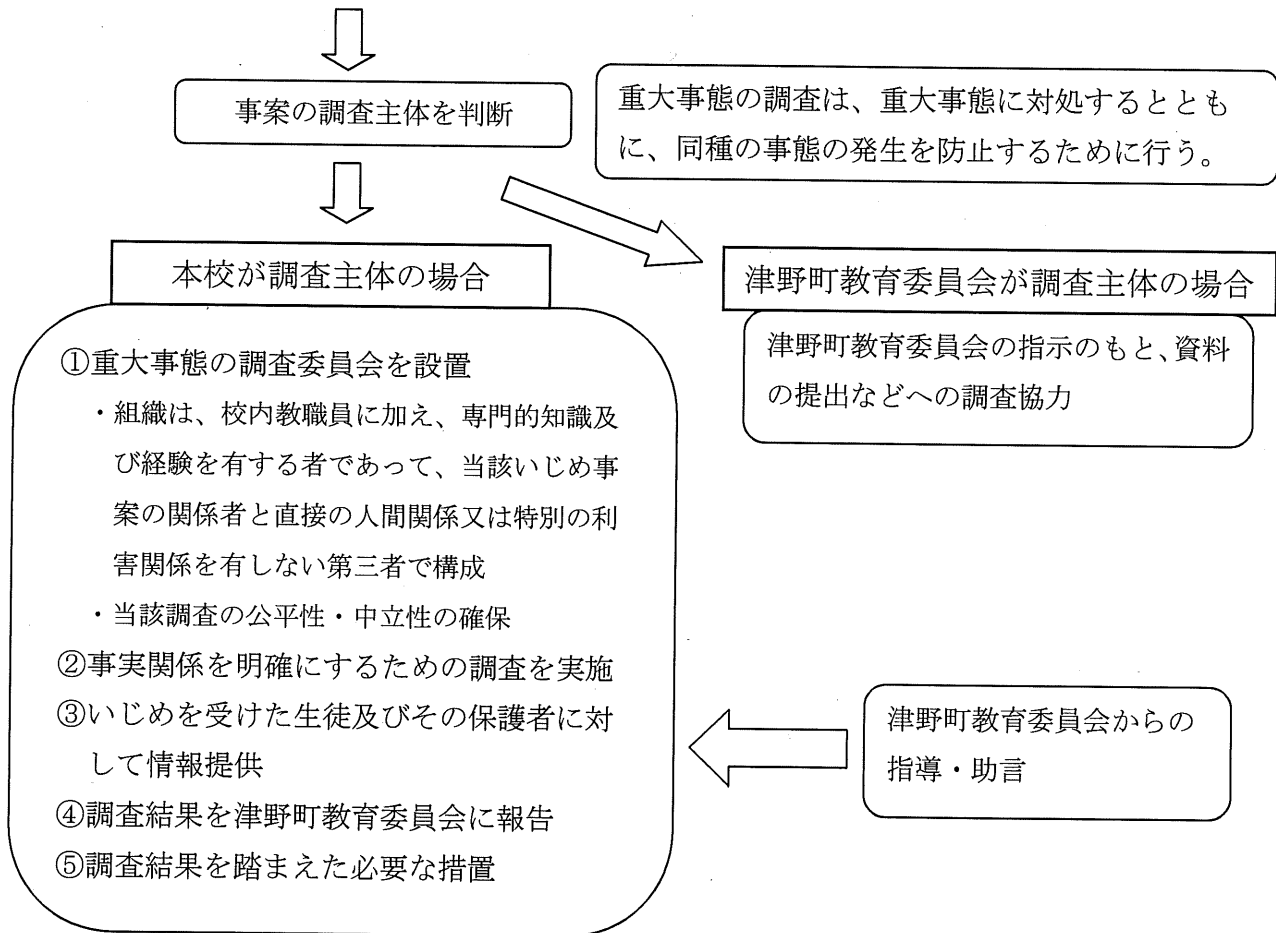 事案の調査主体を判断
重大事態の調査は、重大事態に対処するととも
に、同種の事態の発生を防止するために行う。
本校が調査主体の場合
①重大事態の調査委員会を設置
・組織は、校内教職員に加え、専門的知識及
び経験を有する者であって、当該いじめ事
案の関係者と直接の人間関係又は特別の利
害関係を有しない第三者で構成
・当該調査の公平性・中立性の確保
②事実関係を明確にするための調査を実施
③いじめを受けた生徒及びその保護者に対
して情報提供
④調査結果を津野町教育委員会に報告
⑤調査結果を踏まえた必要な措置
津野町教育委員会が調査主体の場合
津野町教育委員会の指示のもと、資料
の提出などへの調査協力
津野町教育委員会からの
指導・助言